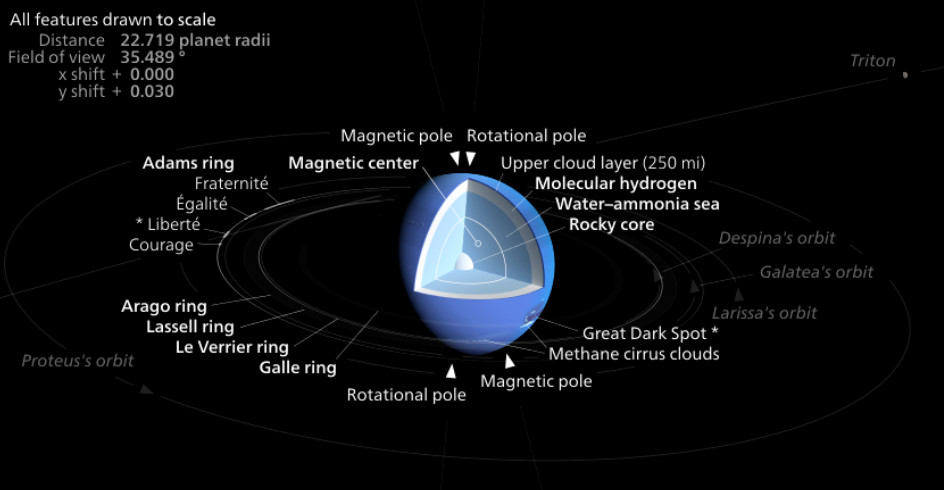 All features drawn to scale
Distance 22.719 planet radii
Field of view 35.489 °
x shift + 0.000
y shift + 0.030
Triton
Magnetic pole
Rotational pole
Adams ring
Magnetic center
Upper cloud layer (250 mi)
Fraternité
Molecular hydrogen
Égalité
Water–ammonia sea
* Liberté
Rocky core
Courage
Despina's orbit
Galatea's orbit
Arago ring
Larissa's orbit
Lassell ring
Great Dark Spot *
Le Verrier ring
Methane cirrus clouds
Proteus's orbit
Galle ring
Magnetic pole
Rotational pole